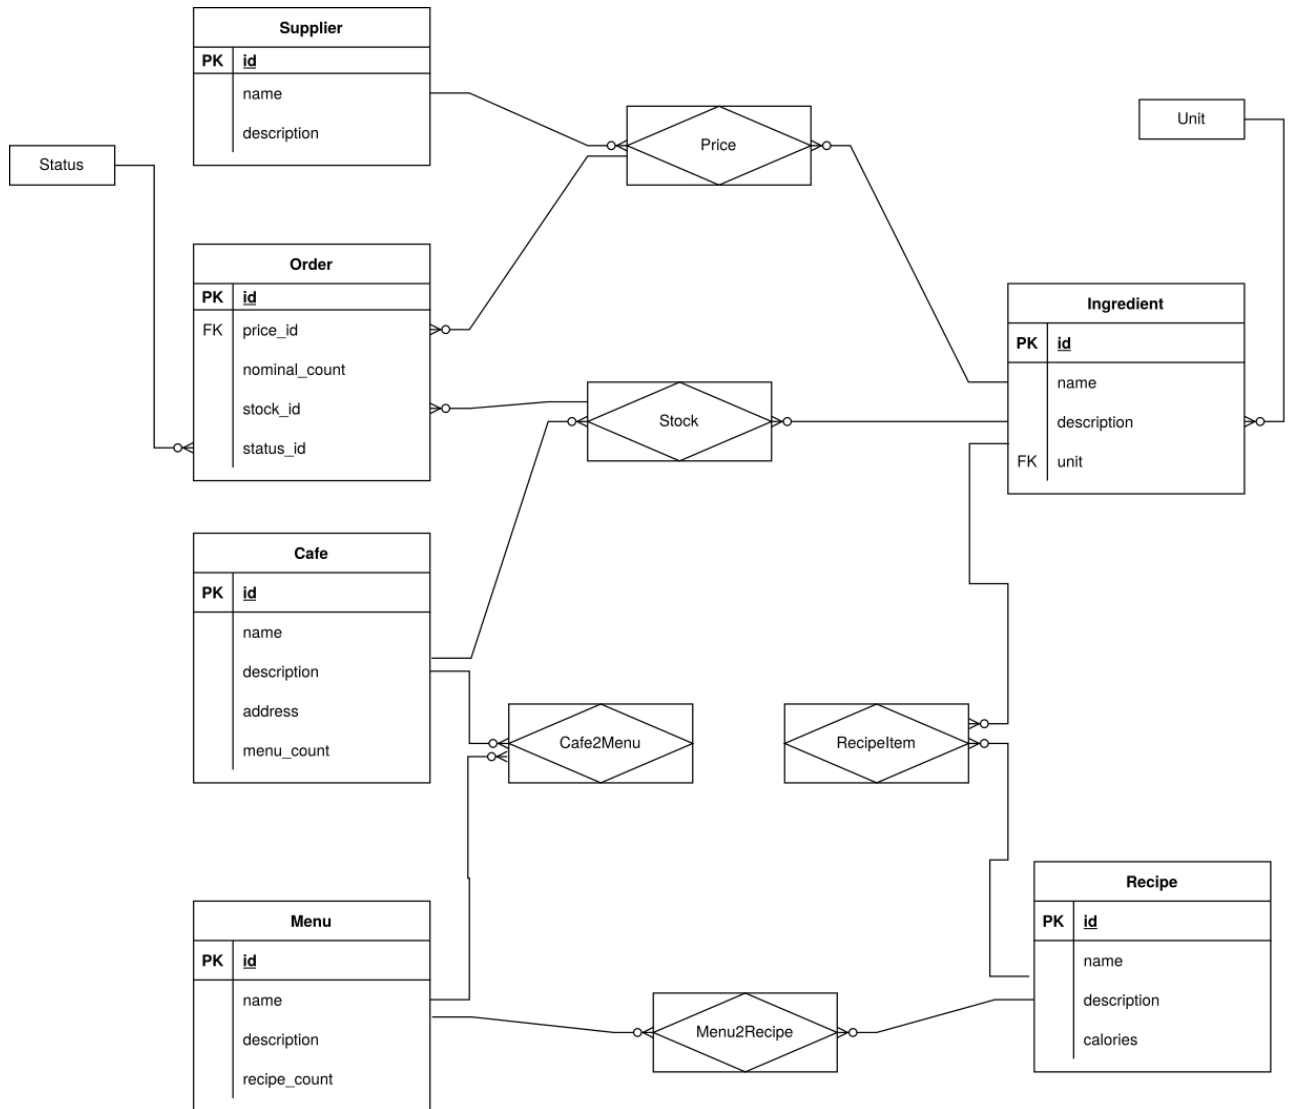 Supplier
PK id
name
description
Price
Unit
Status
Order
PK id
FK price_id
nominal_count
stock_id
status_id
Ingredient
PK id
name
description
FK unit
Stock
Cafe
PK id
name
description
address
menu_count
Cafe2Menu
RecipeItem
Menu
PK id
name
description
recipe_count
Menu2Recipe
Recipe
PK id
name
description
calories